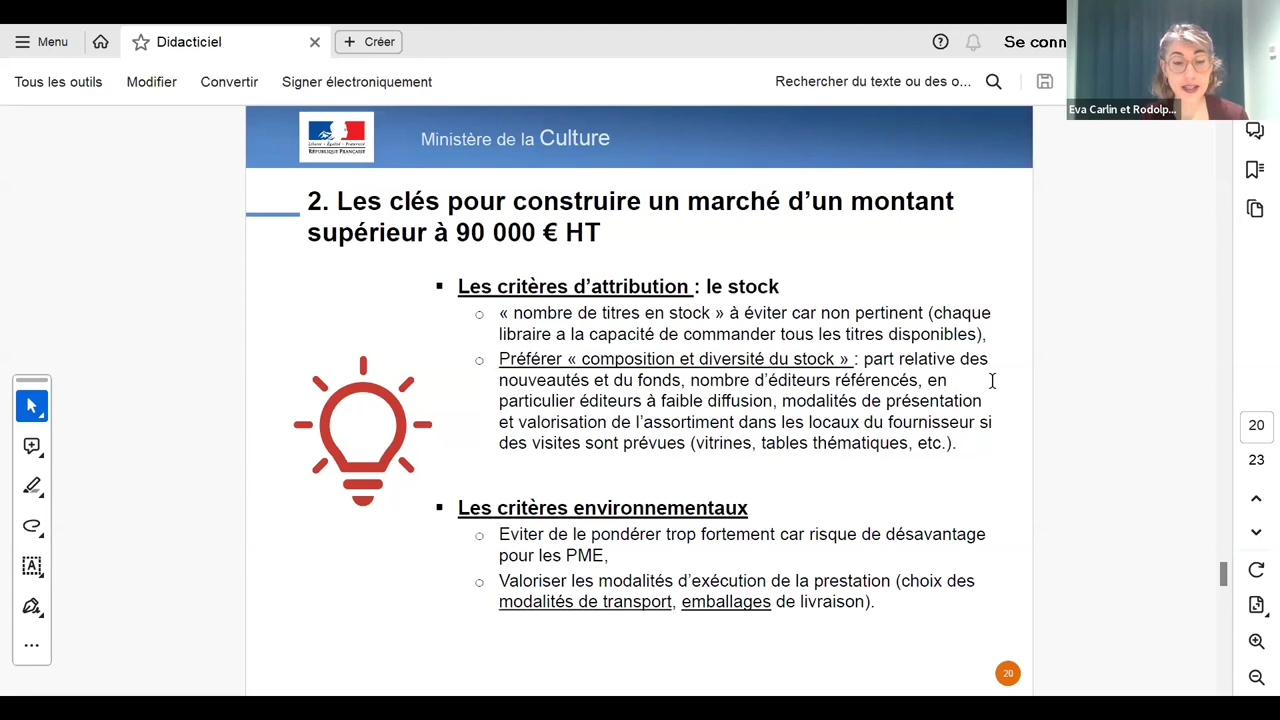 Menu
Didacticiel
Créer
Se conn
Eva Carlin et Rodolp...
Tous les outils
Modifier
Convertir
Signer électroniquement
Rechercher du texte ou des o...
RÉPUBLIQUE FRANÇAISE
Ministère de la Culture
2. Les clés pour construire un marché d’un montant
supérieur à 90 000 € HT
Les critères d’attribution : le stock
« nombre de titres en stock » à éviter car non pertinent (chaque
libraire a la capacité de commander tous les titres disponibles),
Préférer « composition et diversité du stock » : part relative des
nouveautés et du fonds, nombre d’éditeurs référencés, en
particulier éditeurs à faible diffusion, modalités de présentation
et valorisation de l’assortiment dans les locaux du fournisseur si
des visites sont prévues (vitrines, tables thématiques, etc.).
Les critères environnementaux
Eviter de le pondérer trop fortement car risque de désavantage
pour les PME,
Valoriser les modalités d’exécution de la prestation (choix des
modalités de transport, emballages de livraison).
20
20
23